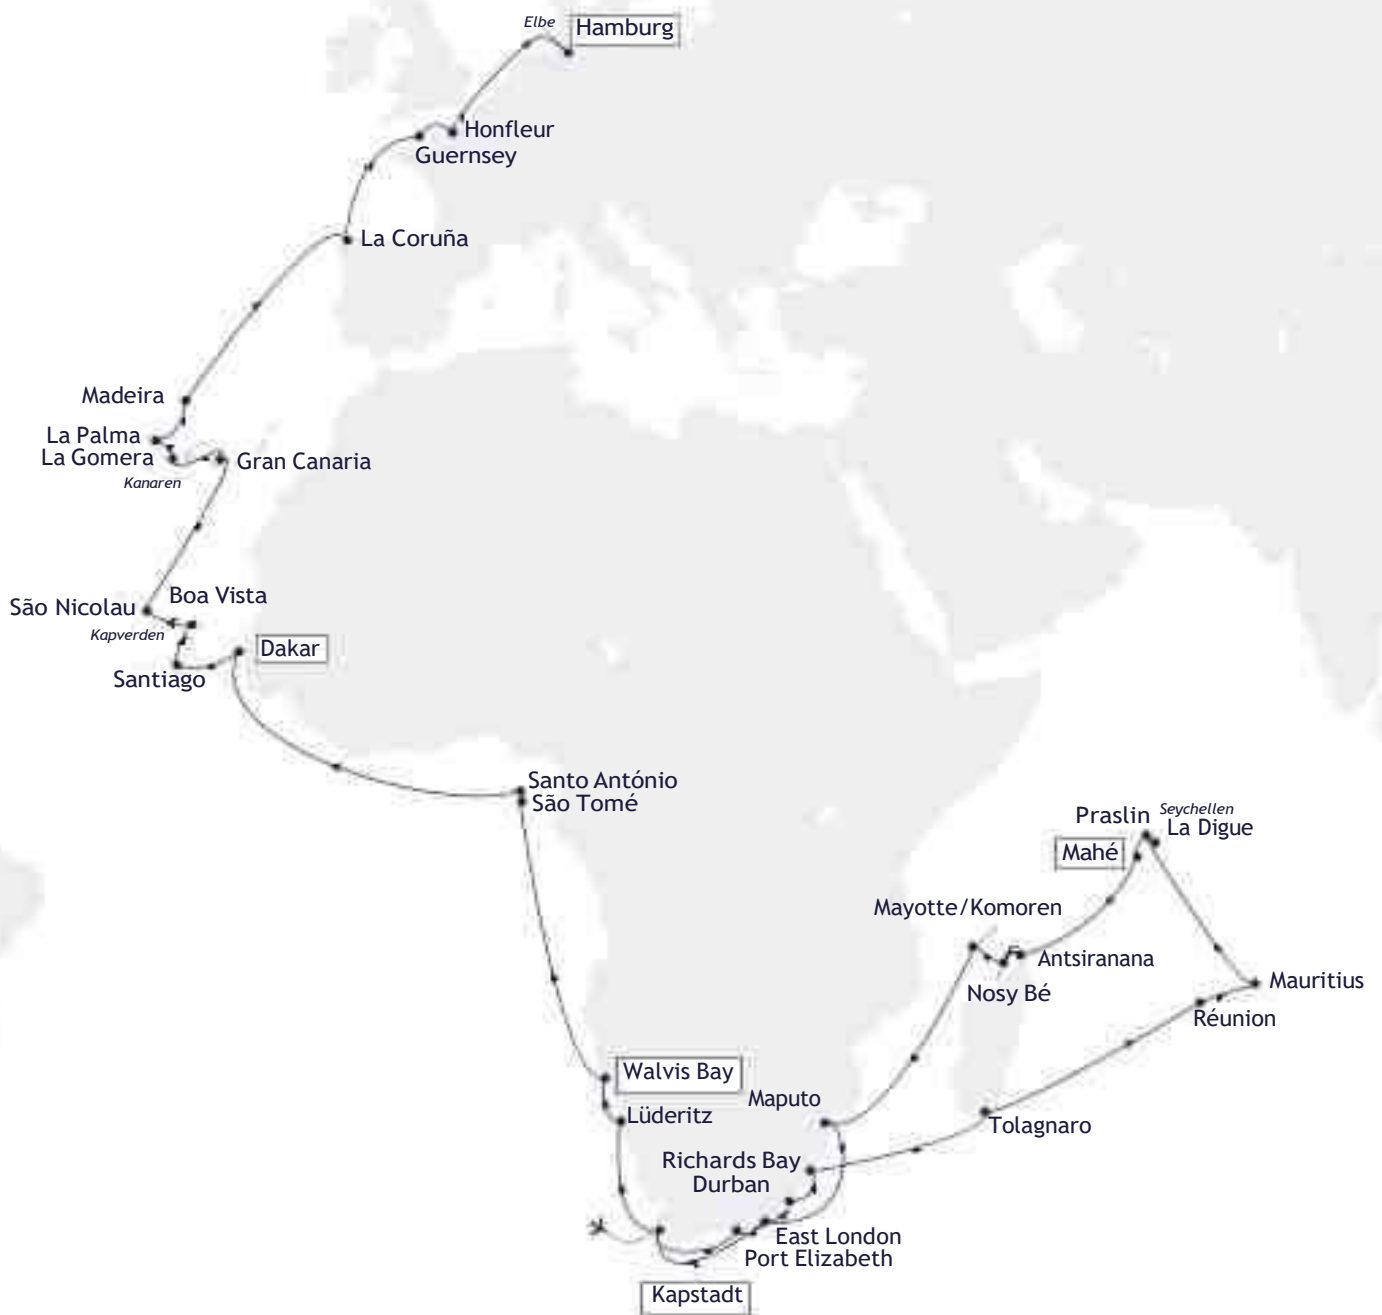 Elbe
Hamburg
Honfleur
Guernsey
La Coruña
Madeira
La Palma
La Gomera
Gran Canaria
Kanaren
Boa Vista
São Nicolau
Kapverden
Dakar
Santiago
Santo António
São Tomé
Seychellen
Praslin
La Digue
Mahé
Mayotte/Komoren
Antsiranana
Nosy Bé
Mauritius
Réunion
Walvis Bay
Maputo
Lüderitz
Tolagnaro
Richards Bay
Durban
East London
Port Elizabeth
Kapstadt